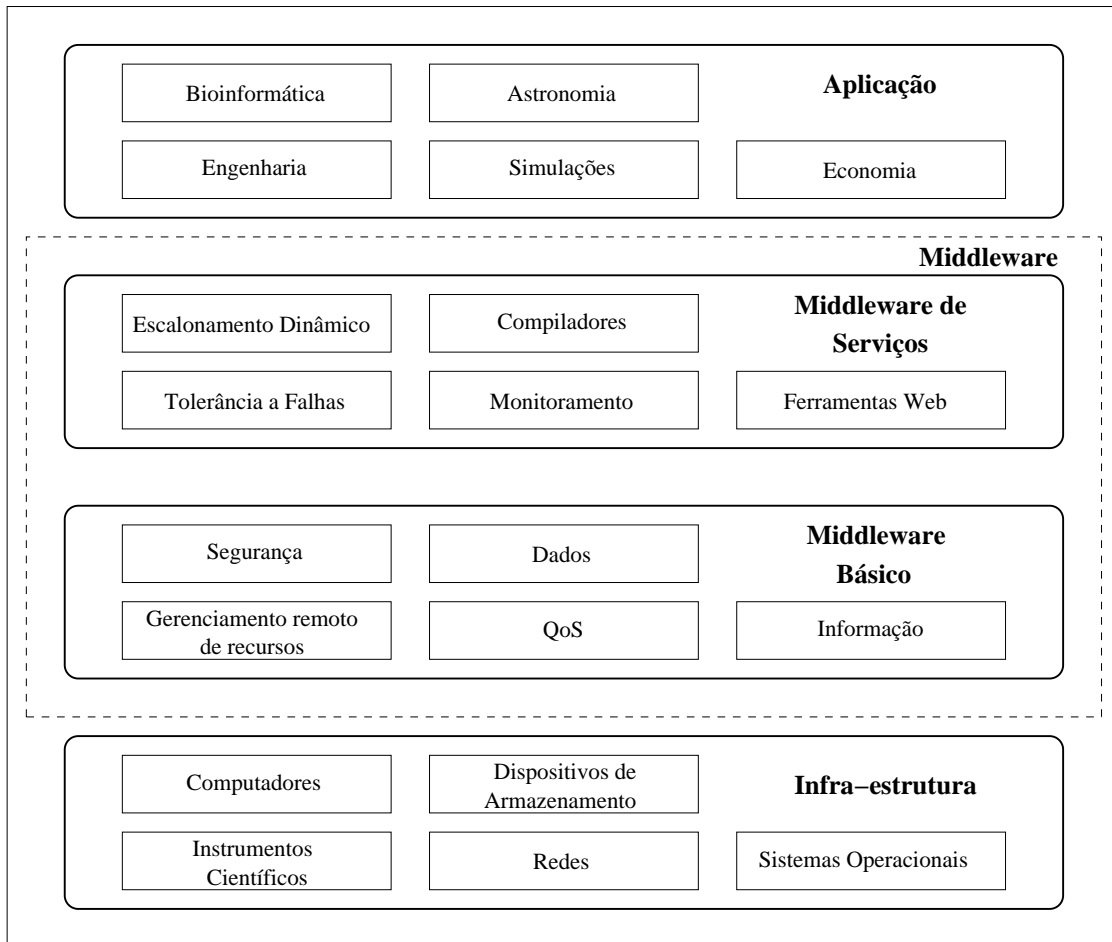 Bioinformática
Astronomia
Aplicação
Engenharia
Simulações
Economia
Middleware
Escalonamento Dinâmico
Compiladores
Middleware de
Serviços
Tolerância a Falhas
Monitoramento
Ferramentas Web
Segurança
Dados
Middleware
Básico
Gerenciamento remoto
de recursos
QoS
Informação
Computadores
Dispositivos de
Armazenamento
Infra−estrutura
Instrumentos
Científicos
Redes
Sistemas Operacionais